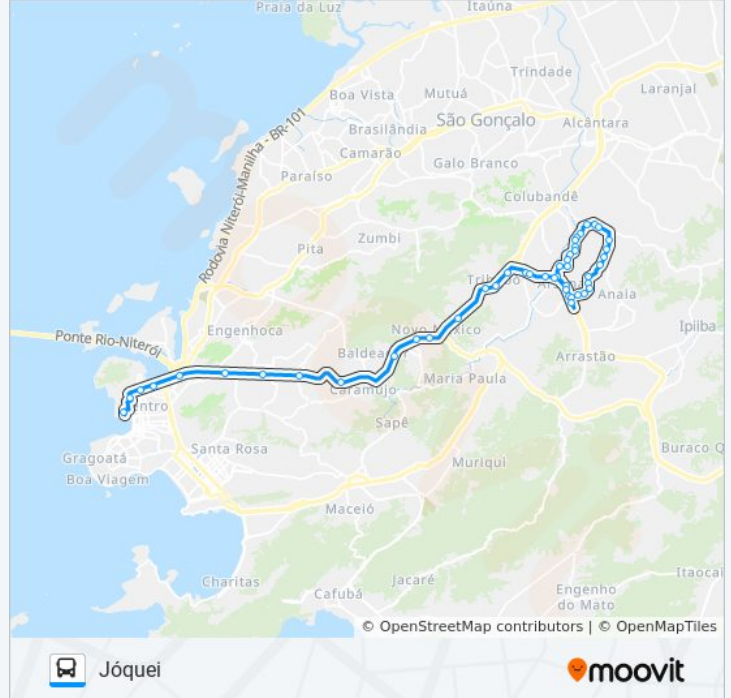 Praia da Luz
Itaúna
Trindade
Boa Vista
Mutuá
Laranjal
São Gonçalo
Alcântara
Brasilândia
Camarão
Galo Branco
Paraíso
Colubandê
Rodovia Niterói-Manilha - BR-101
Zumbi
Pita
Anaia
Ponte Rio-Niterói
Engenhoca
Novo México
Ipiiba
Baldea
Arrastão
Maria Paula
Caramujo
entro
Sapê
Santa Rosa
Gragoatá
Buraco Q
Muriqui
Boa Viagem
Maceió
Charitas
Jacaré
Itaocai
Cafubá
Engenho
do Mato
© OpenStreetMap contributors | © OpenMapTiles
Jóquei
moovit